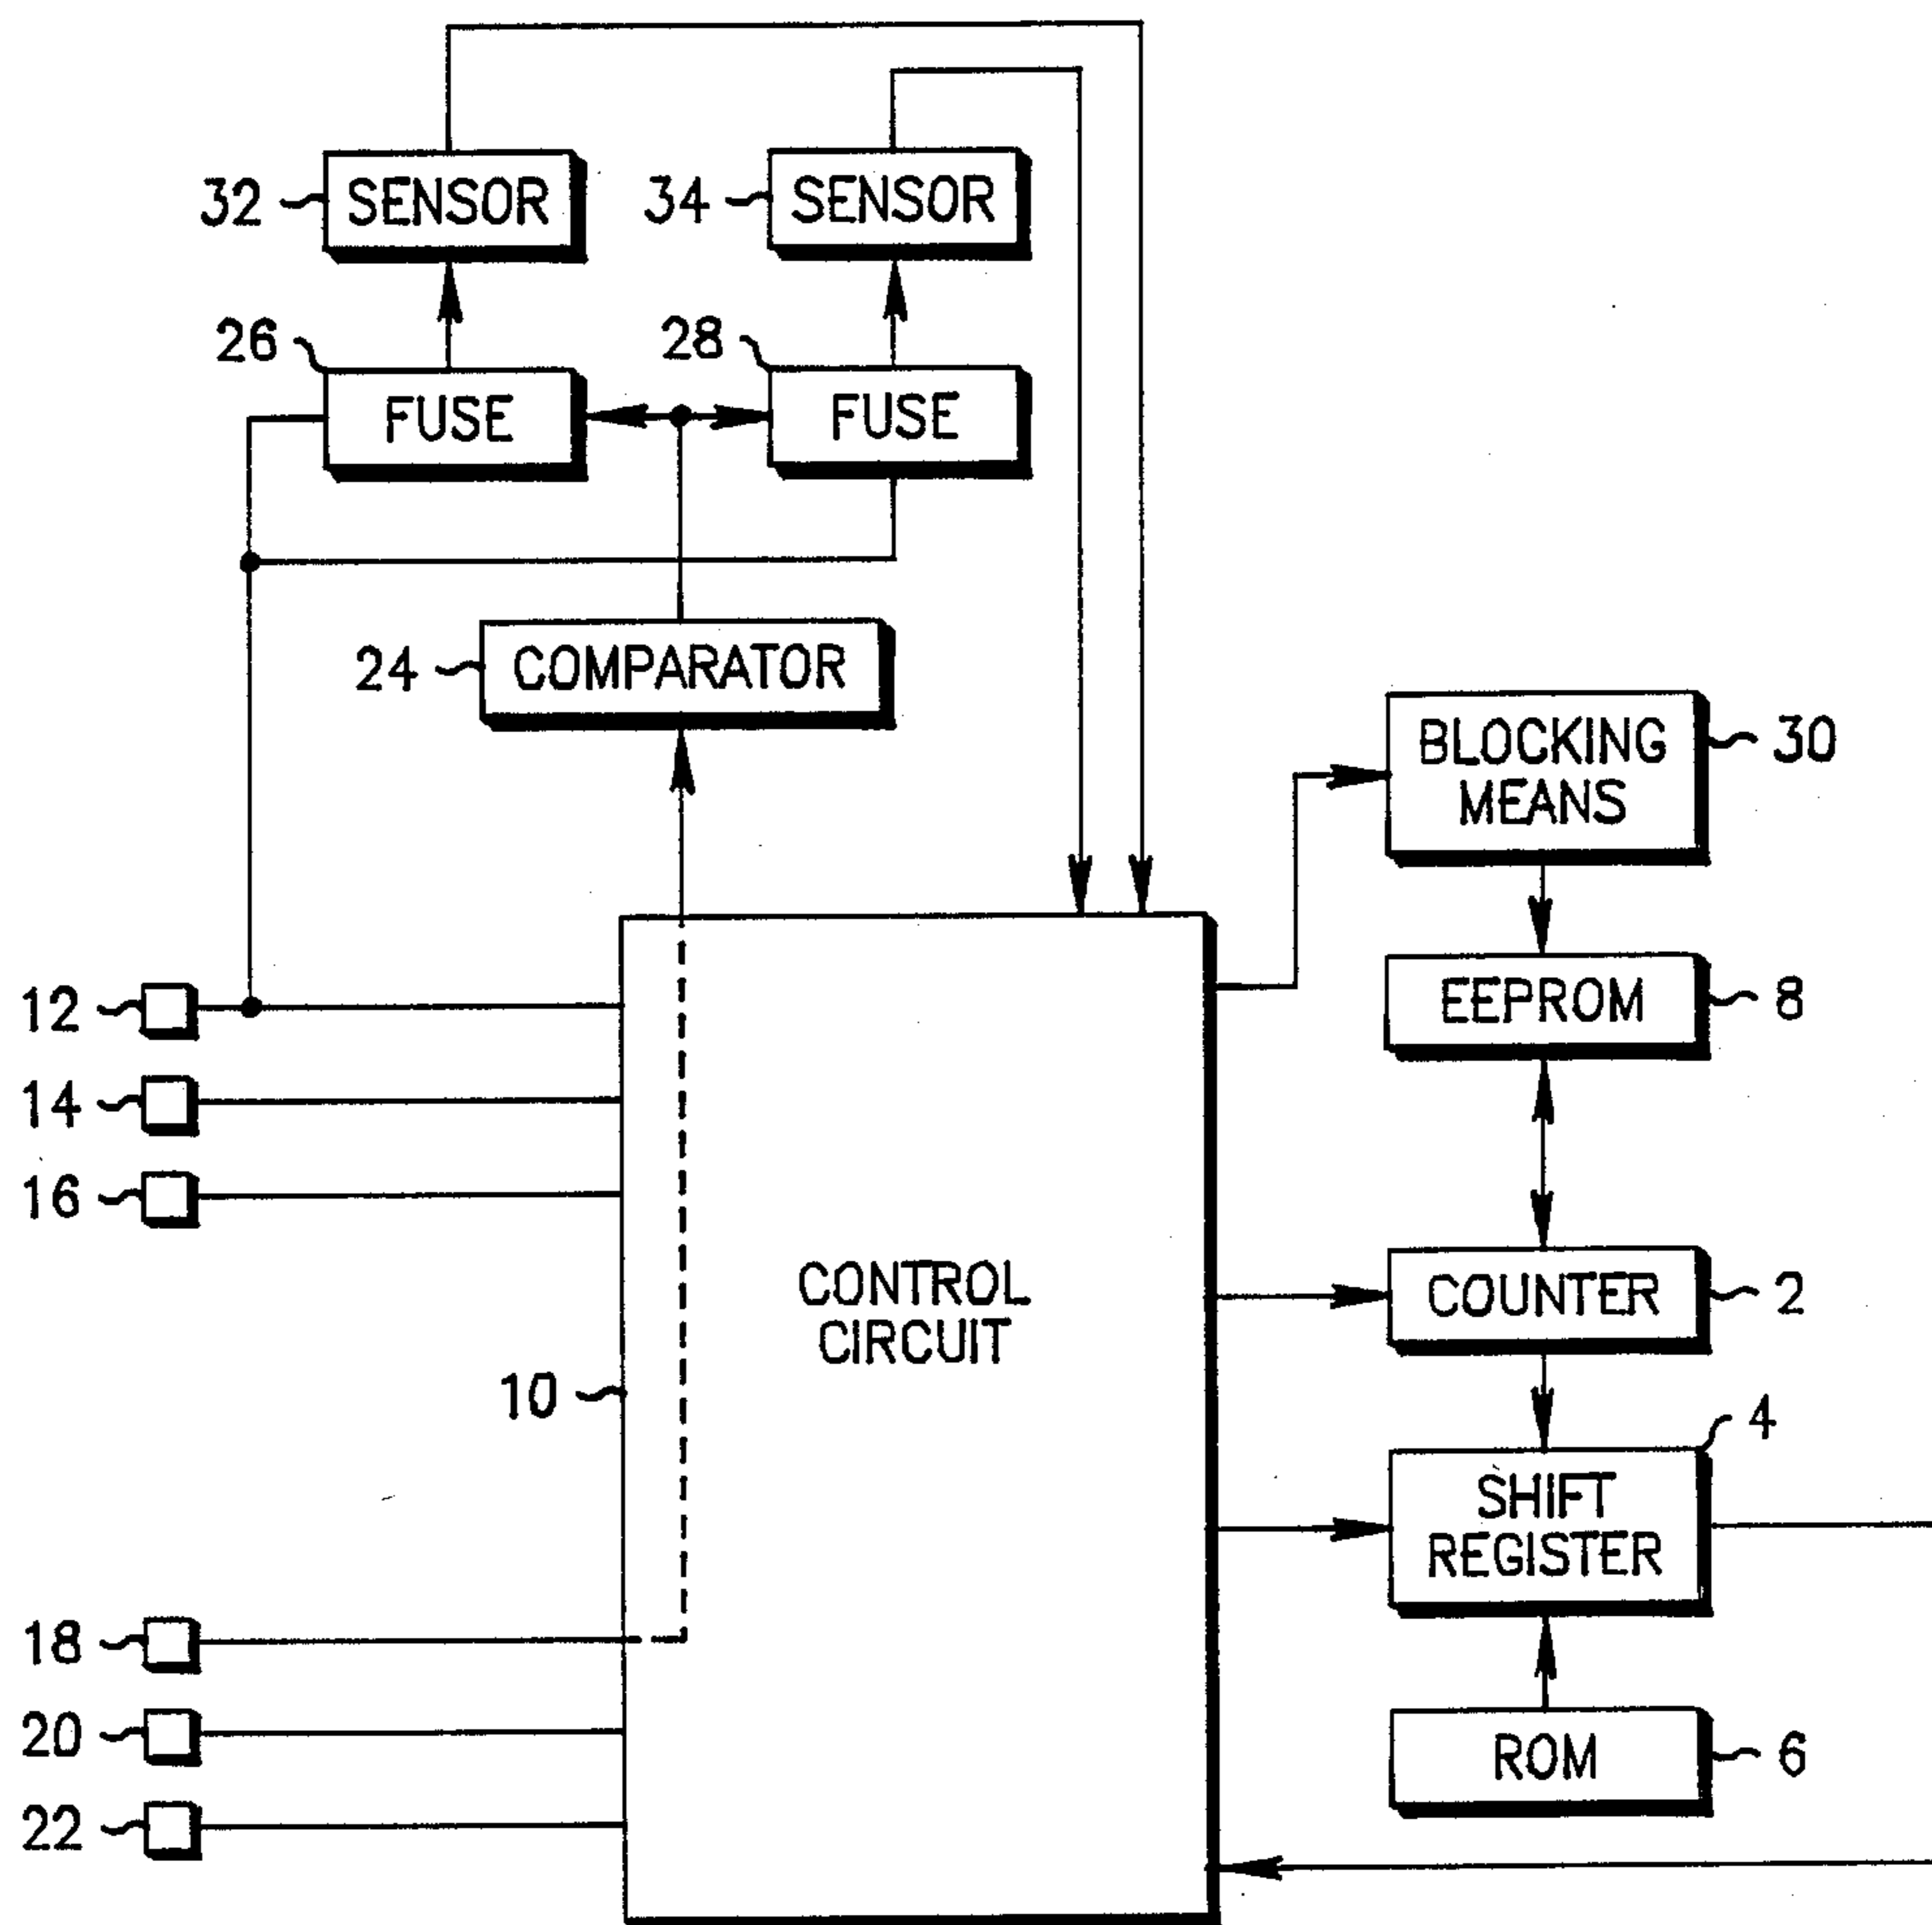 32 SENSOR
34 SENSOR
26 FUSE
28 FUSE
24 COMPARATOR
BLOCKING
MEANS
30
12
EEPROM 8
14
16
CONTROL
CIRCUIT
COUNTER 2
10
4
SHIFT
REGISTER
18
20
ROM 6
22